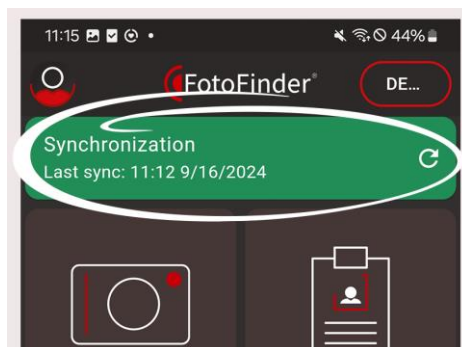 11:15 44%
FotoFinder® DE...
Synchronization
Last sync: 11:12 9/16/2024